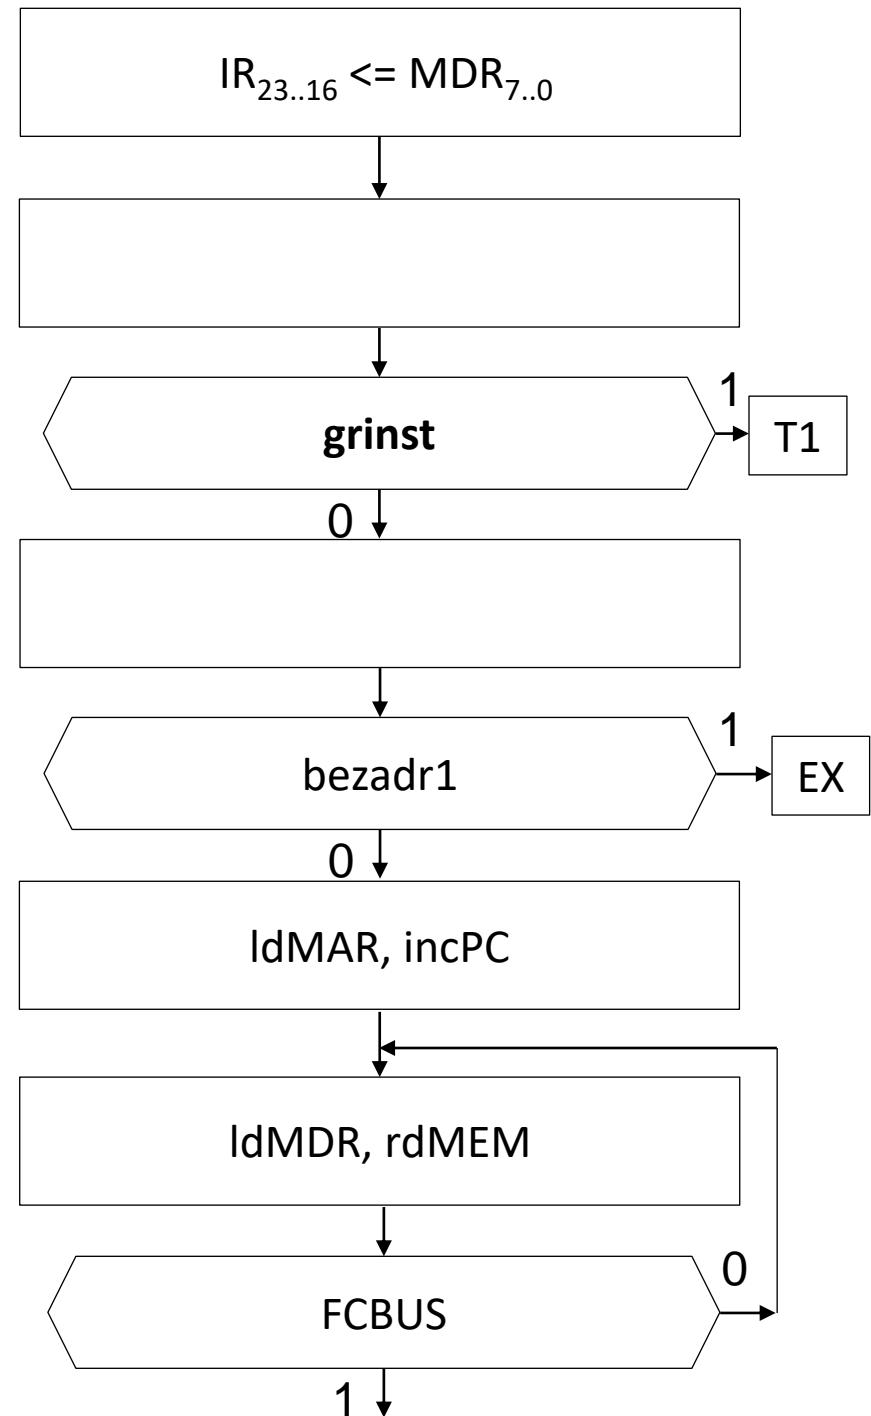 IR23..16 <= MDR7..0
1
grinst
T1
0
1
bezadr1
EX
0
ldMAR, incPC
ldMDR, rdMEM
0
FCBUS
1